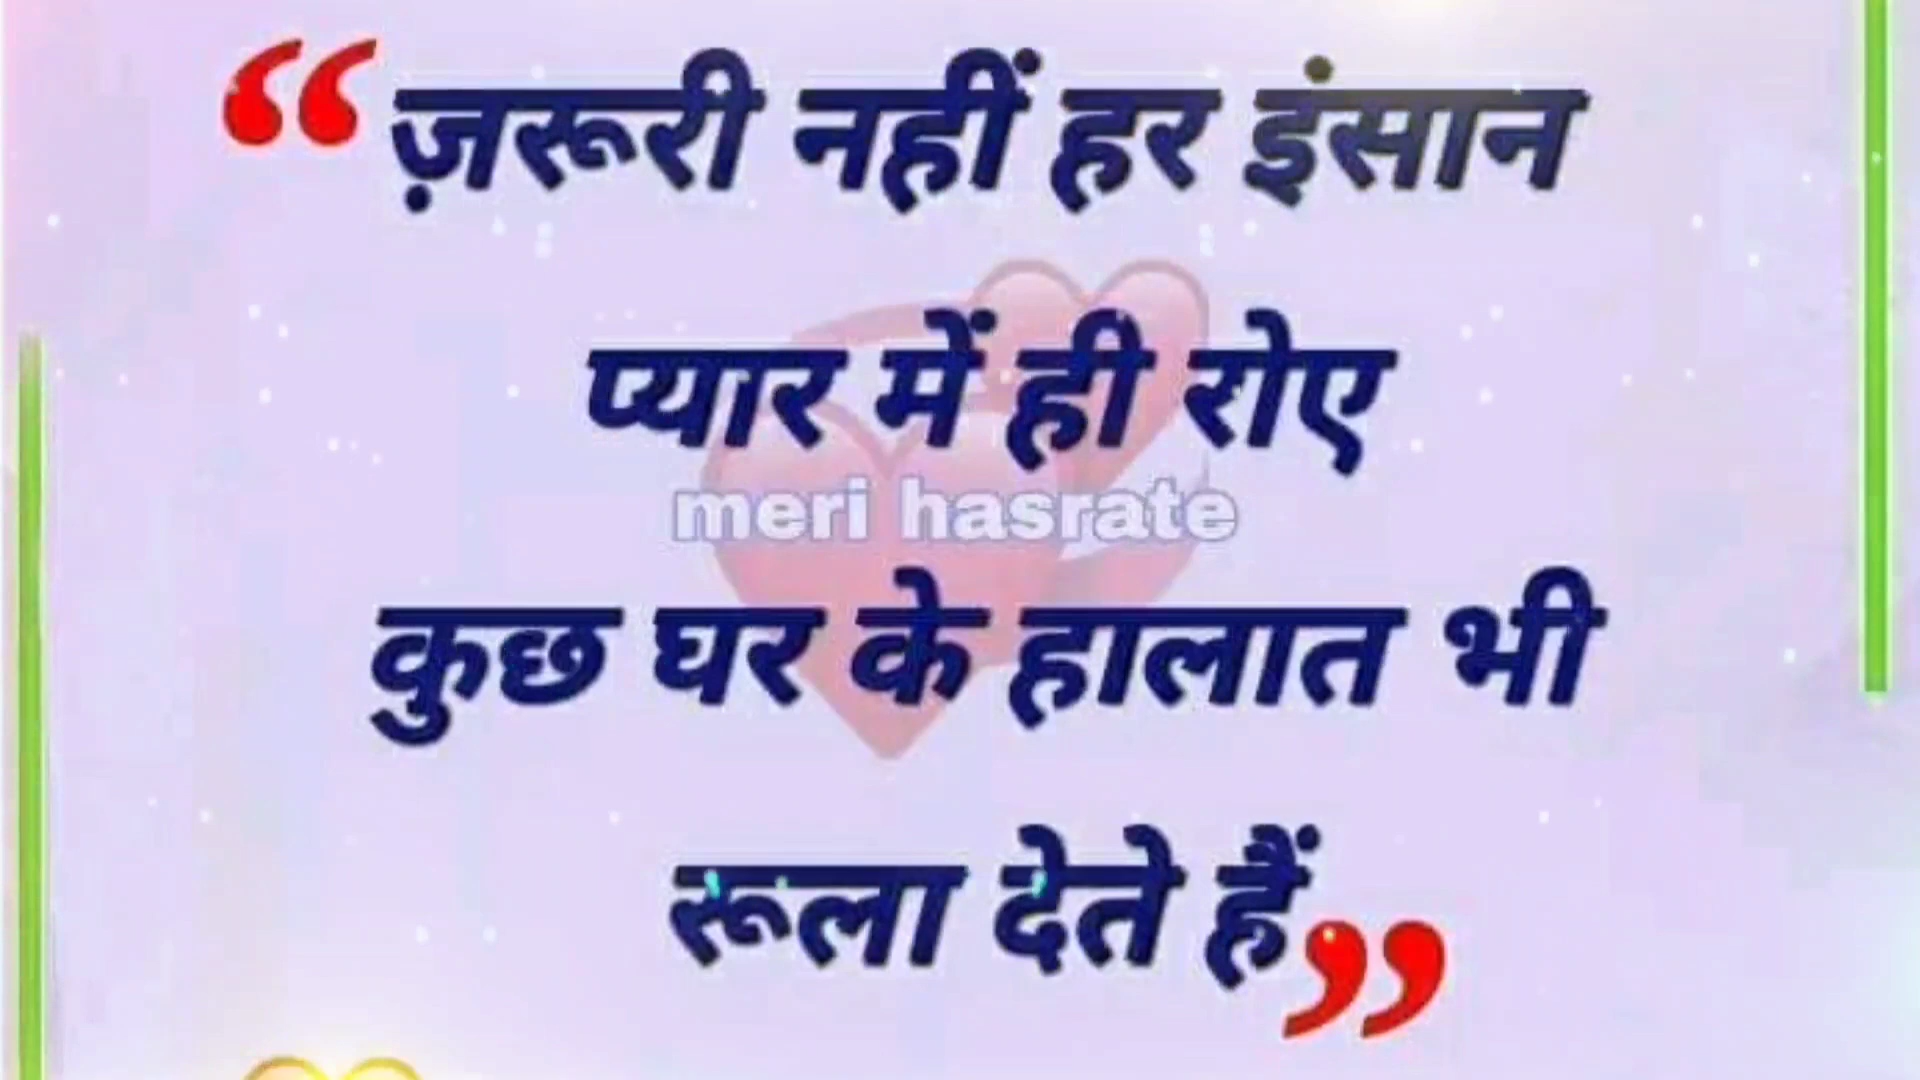 “ज़रूरी नहीं हर इंसान
प्यार में ही रोए
meri hasrate
कुछ घर के हालात भी
रूला देते हैं”